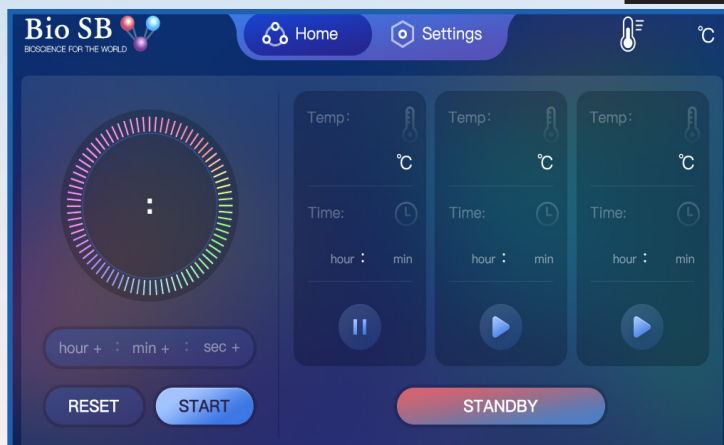 Bio SB
BIOSCIENCE FOR THE WORLD
Home
Settings
℃
:
hour + : min + : sec +
RESET
START
Temp:
℃
Time:
hour : min
Temp:
℃
Time:
hour : min
Temp:
℃
Time:
hour : min
STANDBY